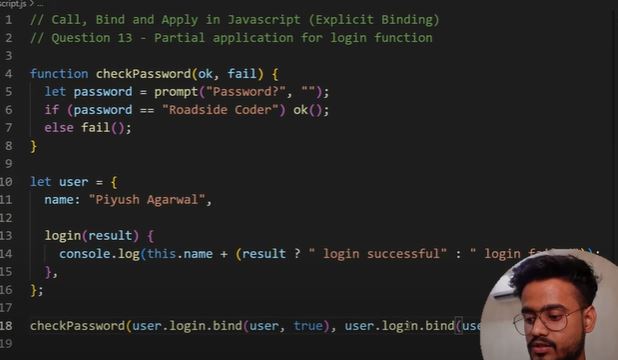 script.js > ...
1 // Call, Bind and Apply in Javascript (Explicit Binding)
2 // Question 13 - Partial application for login function
3
4 function checkPassword(ok, fail) {
5 let password = prompt("Password?", "");
6 if (password == "Roadside Coder") ok();
7 else fail();
8 }
9
10 let user = {
11 name: "Piyush Agarwal",
12
13 login(result) {
14 console.log(this.name + (result ? " login successful" : " login
15 },
16 };
17
18 checkPassword(user.login.bind(user, true), user.login.bind(
19